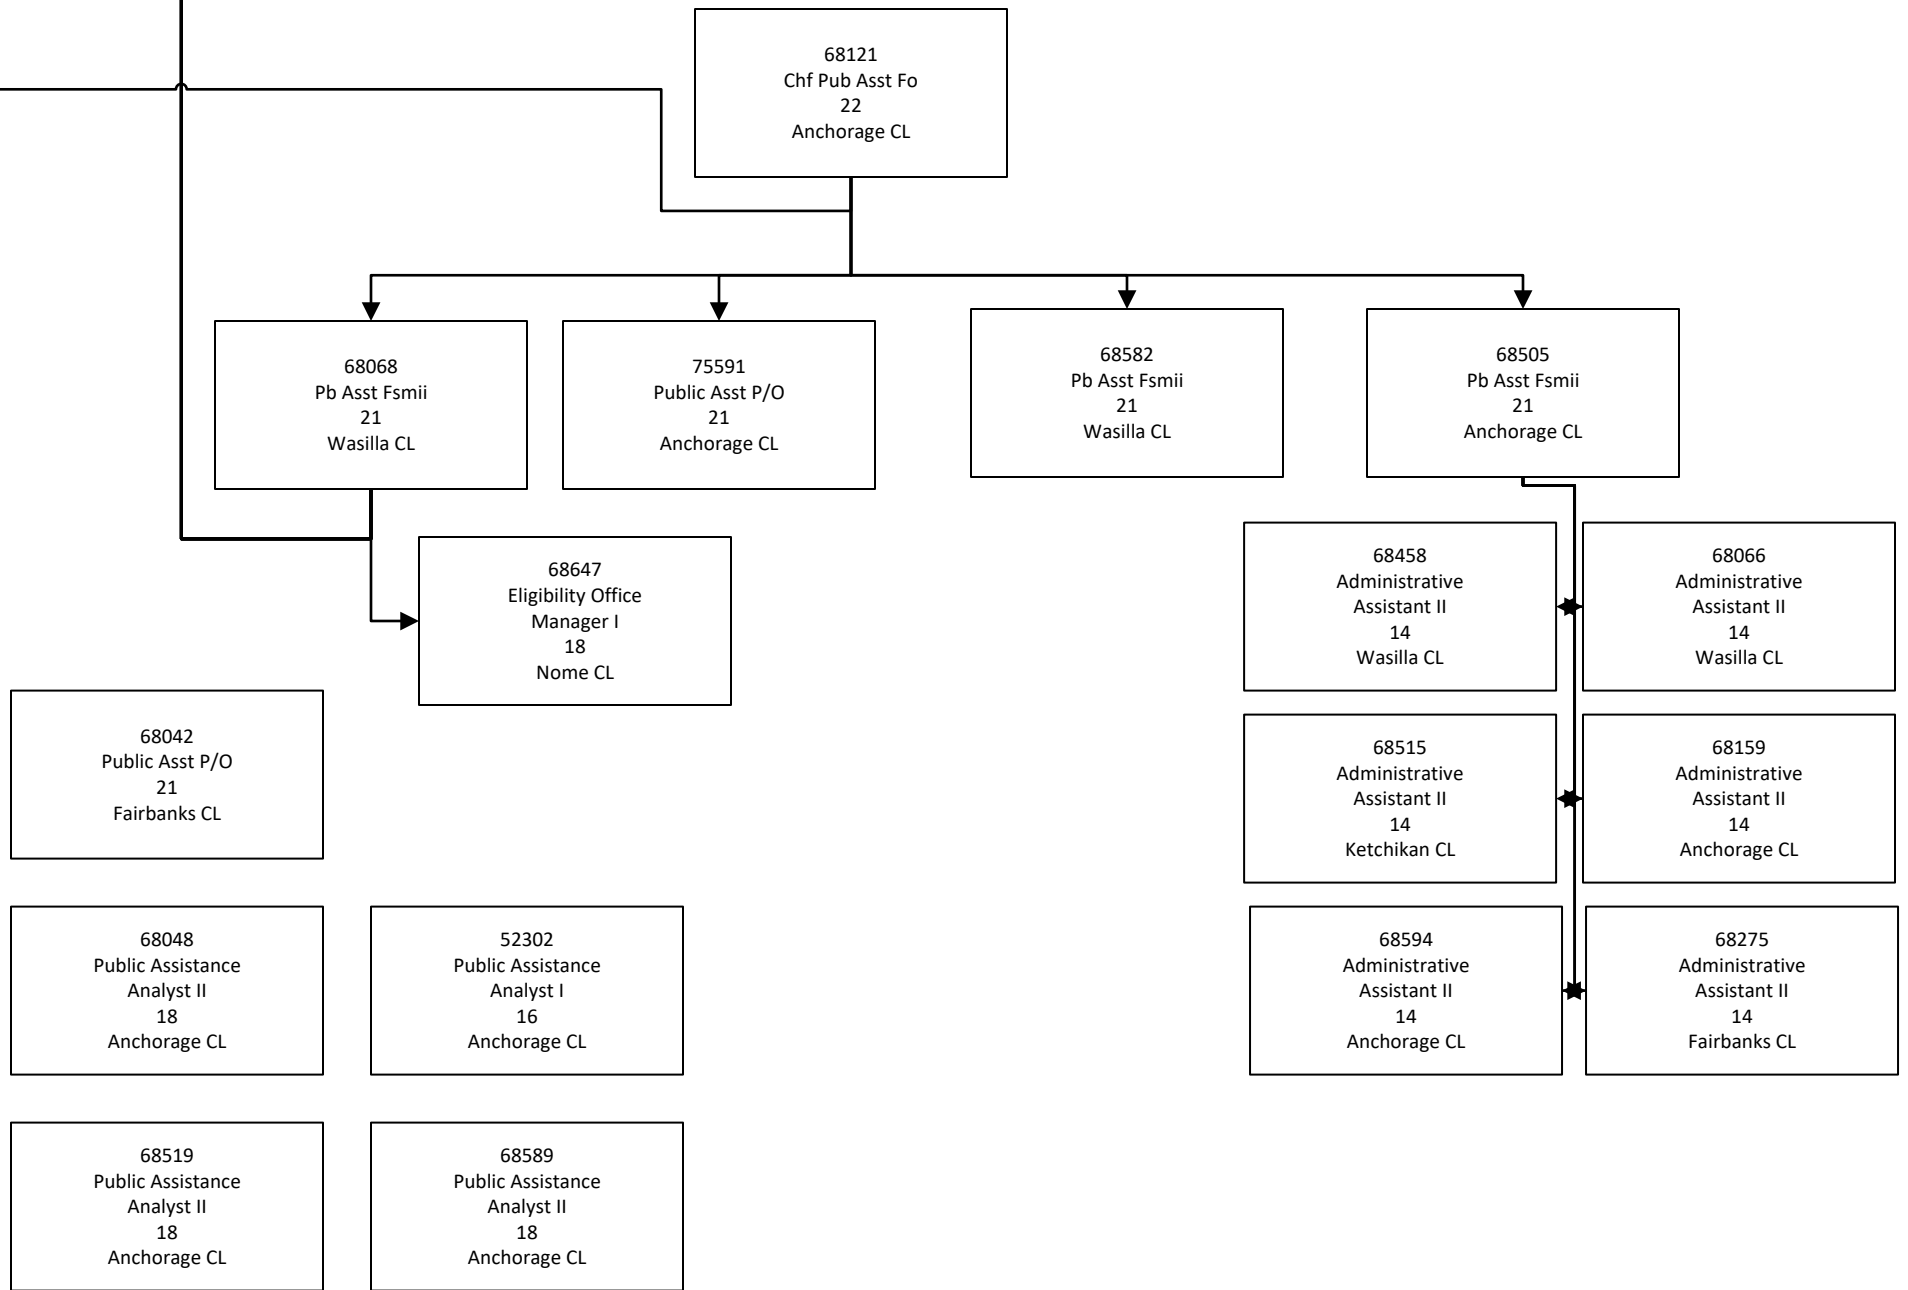 68121
Chf Pub Asst Fo
22
Anchorage CL
68068
Pb Asst Fsmii
21
Wasilla CL
75591
Public Asst P/O
21
Anchorage CL
68582
Pb Asst Fsmii
21
Wasilla CL
68505
Pb Asst Fsmii
21
Anchorage CL
68647
Eligibility Office
Manager I
18
Nome CL
68458
Administrative
Assistant II
14
Wasilla CL
68066
Administrative
Assistant II
14
Wasilla CL
68042
Public Asst P/O
21
Fairbanks CL
68515
Administrative
Assistant II
14
Ketchikan CL
68159
Administrative
Assistant II
14
Anchorage CL
68048
Public Assistance
Analyst II
18
Anchorage CL
52302
Public Assistance
Analyst I
16
Anchorage CL
68594
Administrative
Assistant II
14
Anchorage CL
68275
Administrative
Assistant II
14
Fairbanks CL
68519
Public Assistance
Analyst II
18
Anchorage CL
68589
Public Assistance
Analyst II
18
Anchorage CL